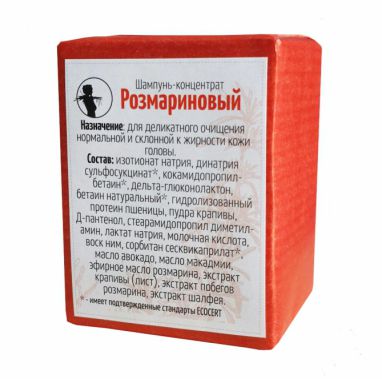 Шампунь-концентрат
Розмариновый
Назначение: для деликатного очищения
нормальной и склонной к жирности кожи
головы.
Состав: изотионат натрия, динатрия
сульфосукцинат*, кокамидопропил-
бетаин*, дельта-глюконолактон,
бетаин натуральный*, гидролизованный
протеин пшеницы, пудра крапивы,
Д-пантенол, стеарамидопропил диметил-
амин, лактат натрия, молочная кислота,
воск ним, сорбитан сесквикаприлат*,
масло авокадо, масло макадмии,
эфирное масло розмарина, экстракт
крапивы (лист), экстракт побегов
розмарина, экстракт шалфея.
* - имеют подтвержденные стандарты ECOCERT